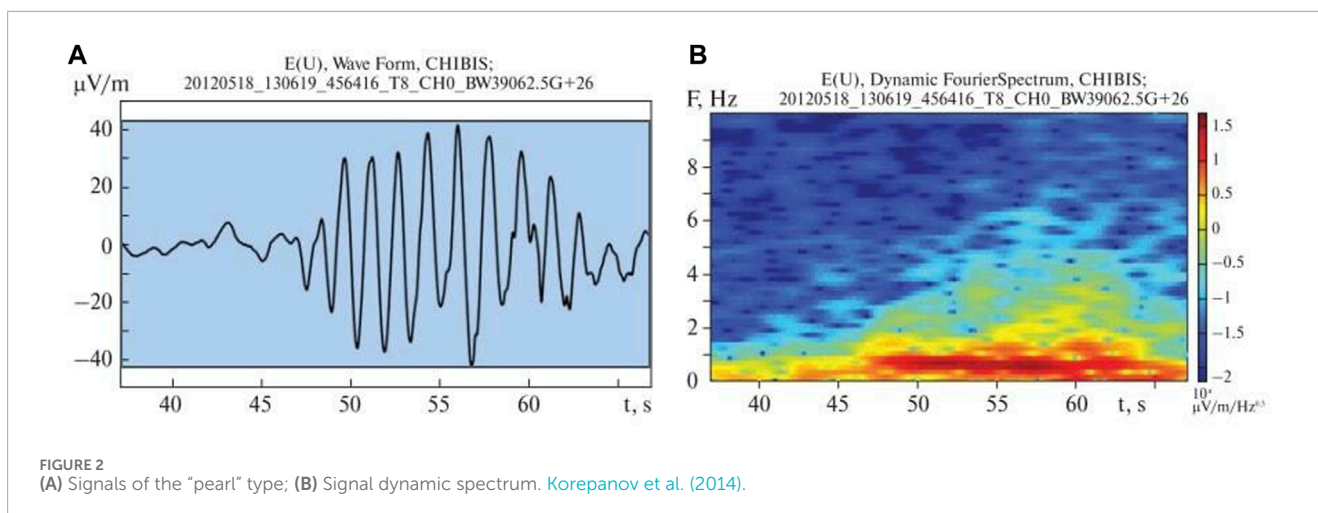 A
E(U), Wave Form, CHIBIS;
μV/m
20120518_130619_456416_T8_CH0_BW39062.5G+26
40
20
0
−20
−40
40
45
50
55
60
t, s
B
E(U), Dynamic FourierSpectrum, CHIBIS;
F, Hz
20120518_130619_456416_T8_CH0_BW39062.5G+26
8
6
4
2
0
40
45
50
55
60
t, s
1.5
1
0.5
0
−0.5
−1
−1.5
−2
μV/m/Hz⁰·⁵
FIGURE 2
(A) Signals of the “pearl” type; (B) Signal dynamic spectrum. Korepanov et al. (2014).